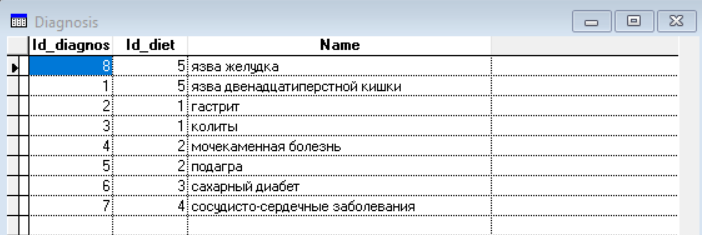 Diagnosis
Id_diagnos Id_diet Name
8 5 язва желудка
1 5 язва двенадцатиперстной кишки
2 1 гастрит
3 1 колиты
4 2 мочекаменная болезнь
5 2 подагра
6 3 сахарный диабет
7 4 сосудисто-сердечные заболевания